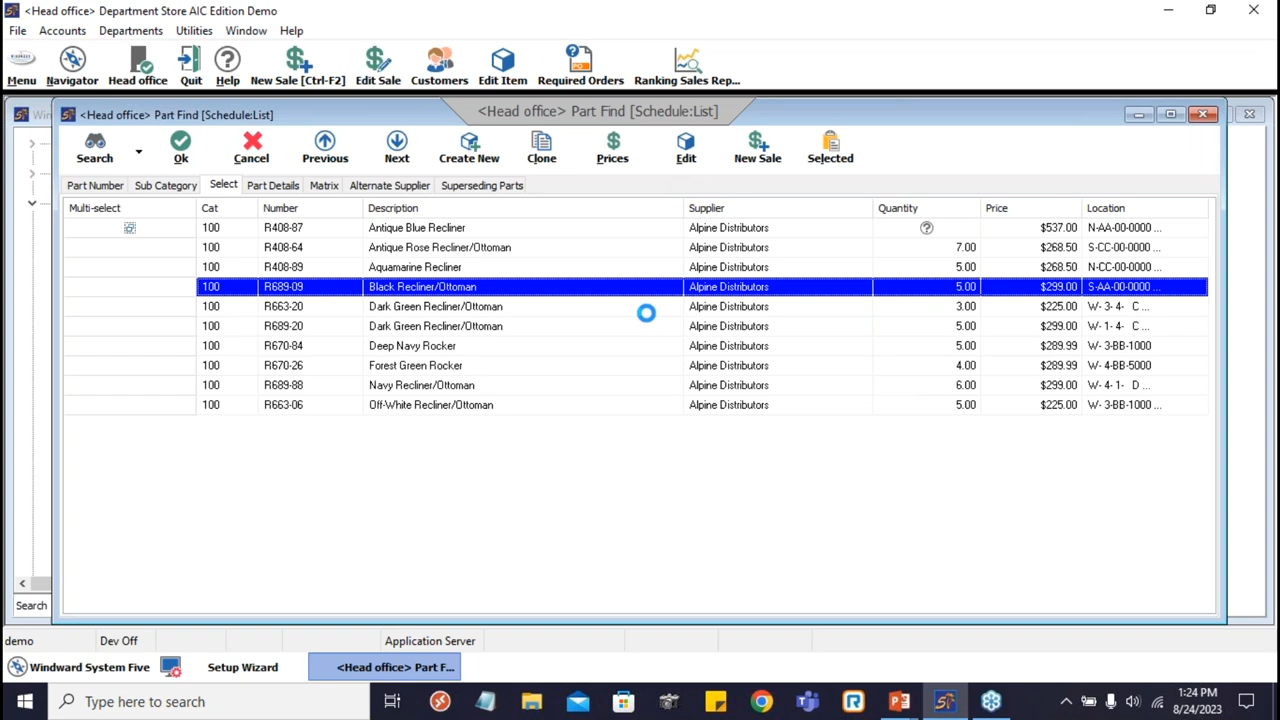 <Head office> Department Store AIC Edition Demo
File Accounts Departments Utilities Window Help
Menu Navigator Head office Quit Help New Sale [Ctrl-F2] Edit Sale Customers Edit Item Required Orders Ranking Sales Rep...
Win <Head office> Part Find [Schedule:List] <Head office> Part Find [Schedule:List]
Search Ok Cancel Previous Next Create New Clone Prices Edit New Sale Selected
Part Number Sub Category Select Part Details Matrix Alternate Supplier Superseding Parts
Multi-select Cat Number Description Supplier Quantity Price Location
100 R408-87 Antique Blue Recliner Alpine Distributors ? $537.00 N-AA-00-0000 ...
100 R408-64 Antique Rose Recliner/Ottoman Alpine Distributors 7.00 $268.50 S-CC-00-0000 ...
100 R408-89 Aquamarine Recliner Alpine Distributors 5.00 $268.50 N-CC-00-0000 ...
100 R689-09 Black Recliner/Ottoman Alpine Distributors 5.00 $299.00 S-AA-00-0000 ...
100 R663-20 Dark Green Recliner/Ottoman Alpine Distributors 3.00 $225.00 W- 3- 4- C ...
100 R689-20 Dark Green Recliner/Ottoman Alpine Distributors 5.00 $299.00 W- 1- 4- C ...
100 R670-84 Deep Navy Rocker Alpine Distributors 5.00 $289.99 W- 3-BB-1000
100 R670-26 Forest Green Rocker Alpine Distributors 4.00 $289.99 W- 4-BB-5000
100 R689-88 Navy Recliner/Ottoman Alpine Distributors 6.00 $299.00 W- 4- 1- D ...
100 R663-06 Off-White Recliner/Ottoman Alpine Distributors 5.00 $225.00 W- 3-BB-1000 ...
Search
demo Dev Off Application Server
Windward System Five Setup Wizard <Head office> Part F...
Type here to search
1:24 PM
8/24/2023